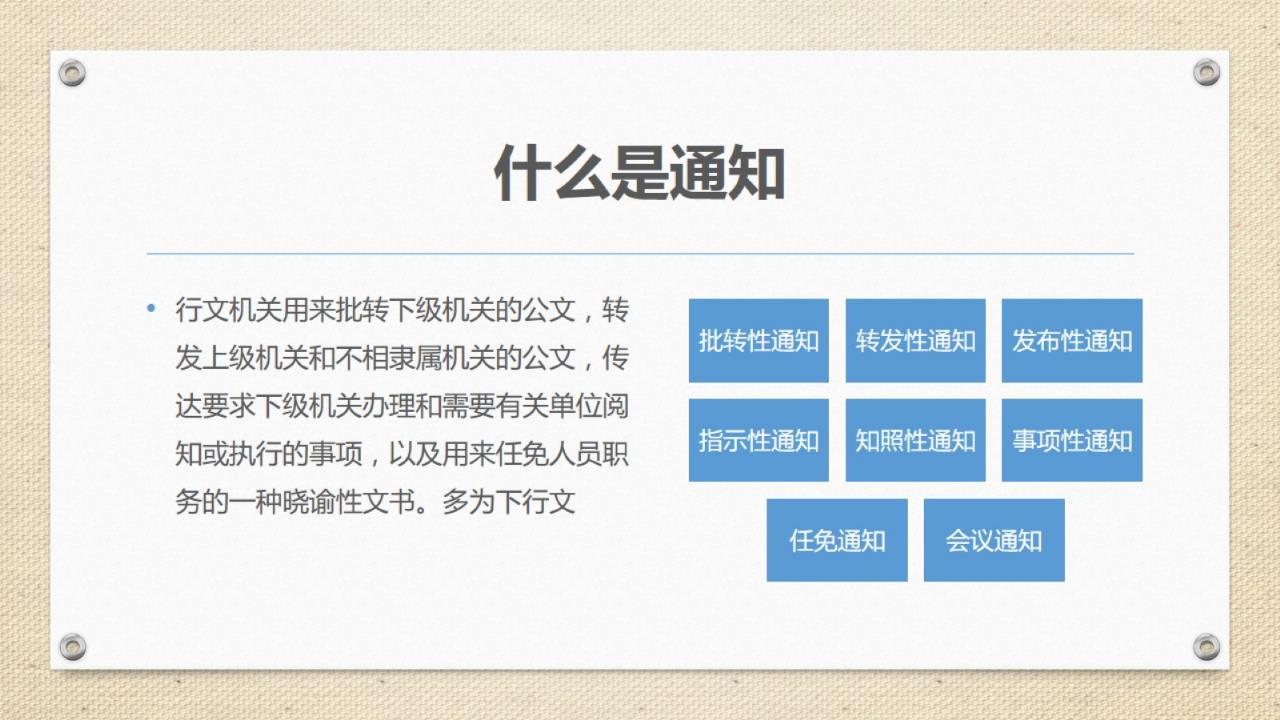 什么是通知
• 行文机关用来批转下级机关的公文，转
发上级机关和不相隶属机关的公文，传
达要求下级机关办理和需要有关单位阅
知或执行的事项，以及用来任免人员职
务的一种晓谕性文书。多为下行文
批转性通知 转发性通知 发布性通知
指示性通知 知照性通知 事项性通知
任免通知 会议通知